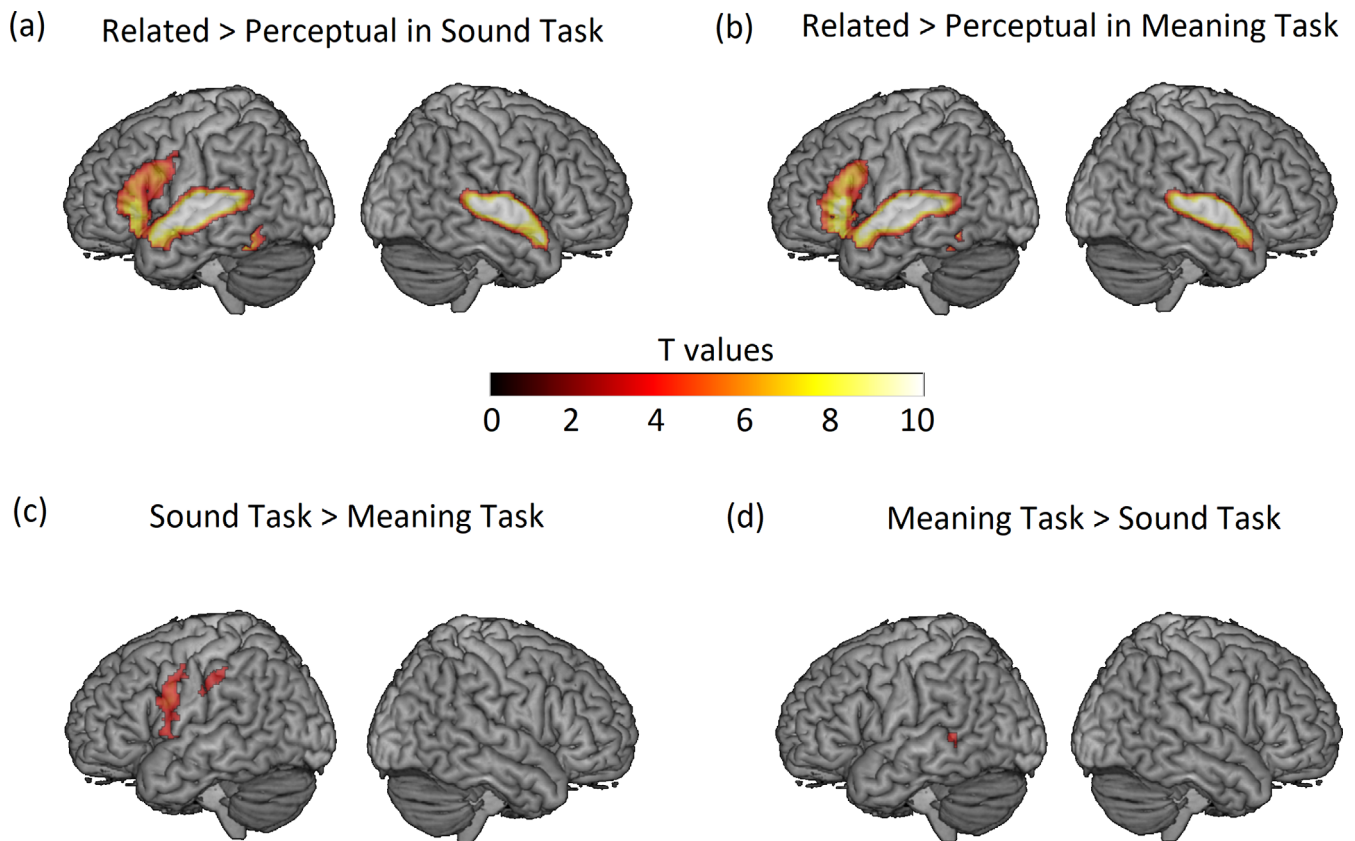 (a) Related > Perceptual in Sound Task
(b) Related > Perceptual in Meaning Task
T values
0 2 4 6 8 10
(c) Sound Task > Meaning Task
(d) Meaning Task > Sound Task